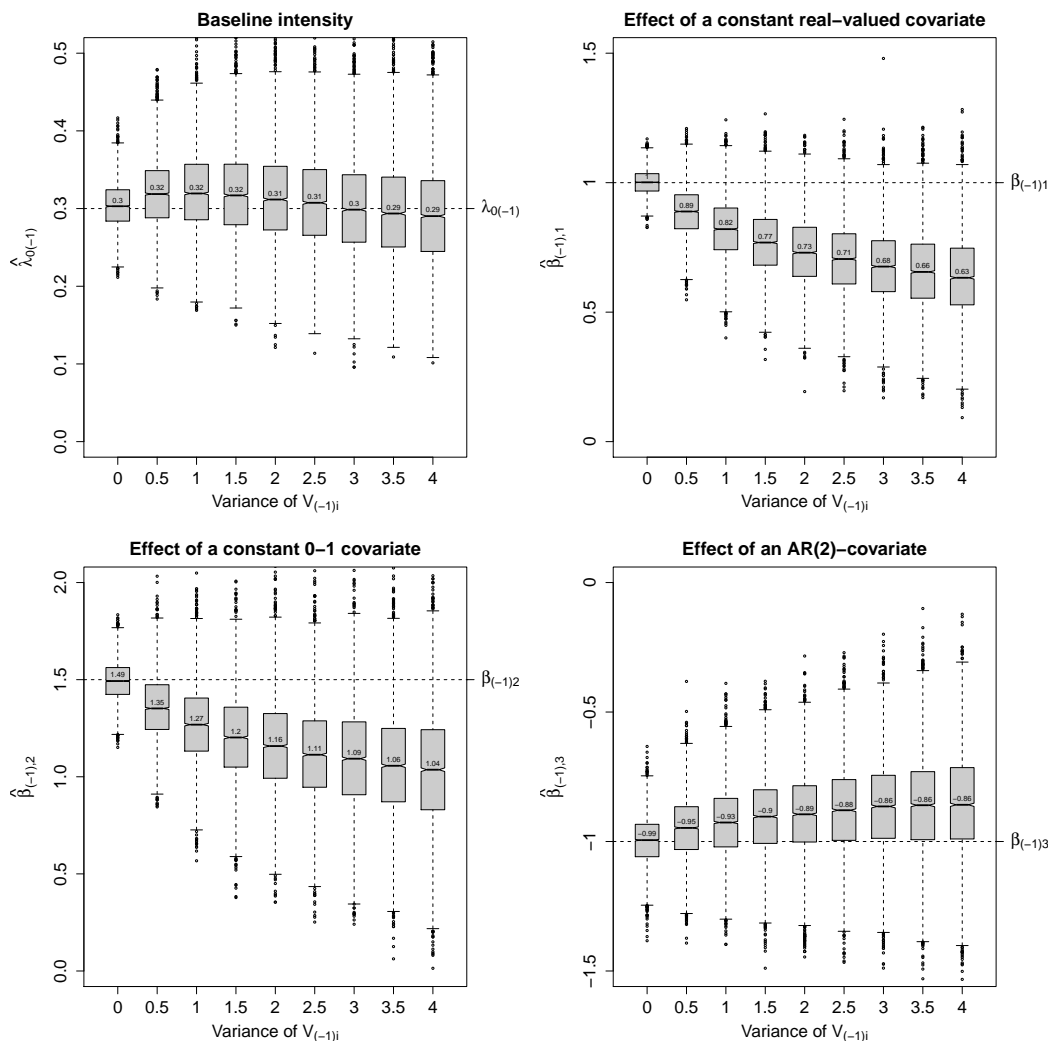 Baseline intensity
0.5
0.4
0.3
0.2
0.1
0.0
λ̂0(−1)
0.3
0.32
0.32
0.32
0.31
0.31
0.3
0.29
0.29
λ0(−1)
0 0.5 1 1.5 2 2.5 3 3.5 4
Variance of V(−1)i
Effect of a constant real−valued covariate
1.5
1
0.5
0
β̂(−1),1
0.89
0.82
0.77
0.73
0.71
0.68
0.66
0.63
β(−1)1
0 0.5 1 1.5 2 2.5 3 3.5 4
Variance of V(−1)i
Effect of a constant 0−1 covariate
2.0
1.5
1.0
0.5
0.0
β̂(−1),2
1.49
1.35
1.27
1.2
1.16
1.11
1.09
1.06
1.04
β(−1)2
0 0.5 1 1.5 2 2.5 3 3.5 4
Variance of V(−1)i
Effect of an AR(2)−covariate
0
−0.5
−1
−1.5
β̂(−1),3
−0.99
−0.95
−0.93
−0.9
−0.89
−0.88
−0.86
−0.86
−0.86
β(−1)3
0 0.5 1 1.5 2 2.5 3 3.5 4
Variance of V(−1)i